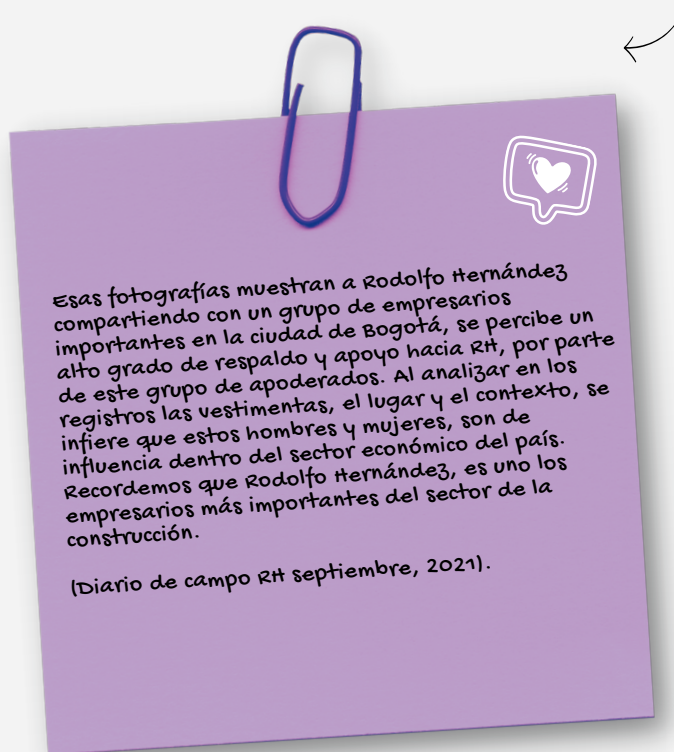 Esas fotografías muestran a Rodolfo Hernández
compartiendo con un grupo de empresarios
importantes en la ciudad de Bogotá, se percibe un
alto grado de respaldo y apoyo hacia RH, por parte
de este grupo de apoderados. Al analizar en los
registros las vestimentas, el lugar y el contexto, se
infiere que estos hombres y mujeres, son de
influencia dentro del sector económico del país.
Recordemos que Rodolfo Hernández, es uno los
empresarios más importantes del sector de la
construcción.
(Diario de campo RH septiembre, 2021).